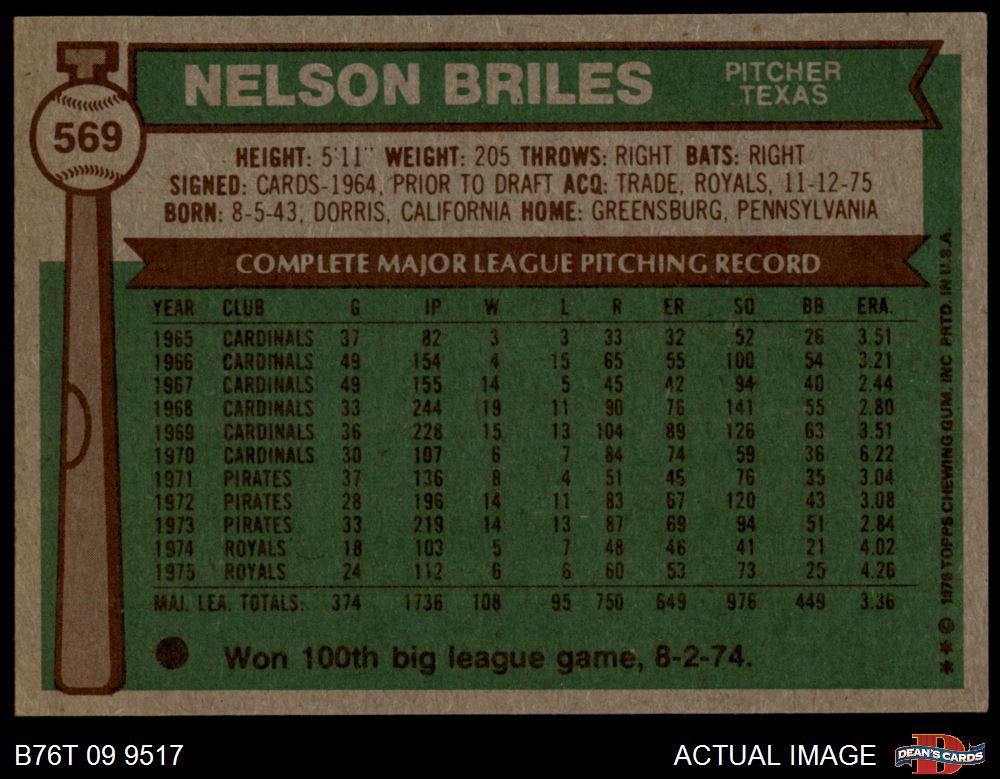 NELSON BRILES
PITCHER
TEXAS
569
HEIGHT: 5'11" WEIGHT: 205 THROWS: RIGHT BATS: RIGHT
SIGNED: CARDS-1964, PRIOR TO DRAFT ACQ: TRADE, ROYALS, 11-12-75
BORN: 8-5-43, DORRIS, CALIFORNIA HOME: GREENSBURG, PENNSYLVANIA
COMPLETE MAJOR LEAGUE PITCHING RECORD
YEAR CLUB G IP W L R ER SO BB ERA.
1965 CARDINALS 37 82 3 3 33 32 52 26 3.51
1966 CARDINALS 49 154 4 15 65 55 100 54 3.21
1967 CARDINALS 49 155 14 5 45 42 94 40 2.44
1968 CARDINALS 33 244 19 11 90 76 141 55 2.80
1969 CARDINALS 36 228 15 13 104 89 126 63 3.51
1970 CARDINALS 30 107 6 7 84 74 59 36 6.22
1971 PIRATES 37 136 8 4 51 46 76 35 3.04
1972 PIRATES 28 196 14 11 83 67 120 43 3.08
1973 PIRATES 33 219 14 13 87 69 94 51 2.84
1974 ROYALS 18 103 5 7 48 46 41 21 4.02
1975 ROYALS 24 112 6 6 60 53 73 25 4.26
MAJ. LEA. TOTALS: 374 1736 108 95 750 649 976 449 3.36
Won 100th big league game, 8-2-74.
** © 1976 TOPPS CHEWING GUM, INC. PRTD. IN U.S.A.
B76T 09 9517
ACTUAL IMAGE
D
DEAN'S CARDS